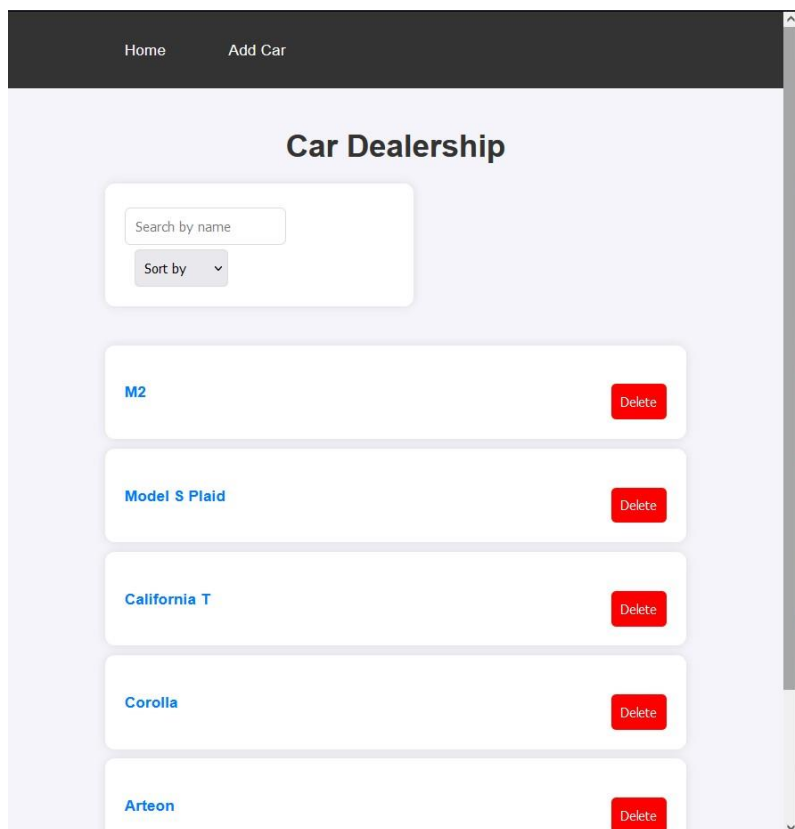 Home Add Car
Car Dealership
Search by name
Sort by
M2
Delete
Model S Plaid
Delete
California T
Delete
Corolla
Delete
Arteon
Delete